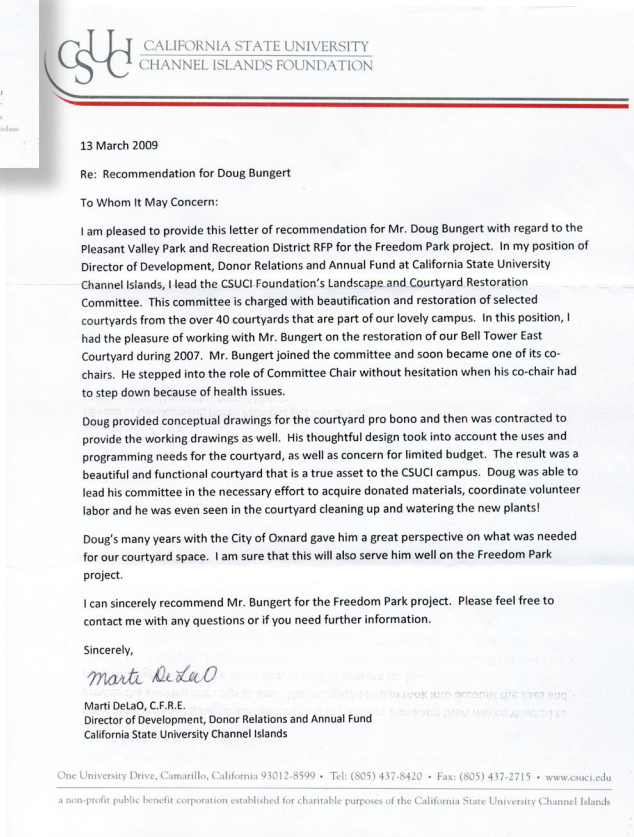 CSUCI
CALIFORNIA STATE UNIVERSITY
CHANNEL ISLANDS FOUNDATION
13 March 2009
Re: Recommendation for Doug Bungert
To Whom It May Concern:
I am pleased to provide this letter of recommendation for Mr. Doug Bungert with regard to the
Pleasant Valley Park and Recreation District RFP for the Freedom Park project. In my position of
Director of Development, Donor Relations and Annual Fund at California State University
Channel Islands, I lead the CSUCI Foundation's Landscape and Courtyard Restoration
Committee. This committee is charged with beautification and restoration of selected
courtyards from the over 40 courtyards that are part of our lovely campus. In this position, I
had the pleasure of working with Mr. Bungert on the restoration of our Bell Tower East
Courtyard during 2007. Mr. Bungert joined the committee and soon became one of its co-
chairs. He stepped into the role of Committee Chair without hesitation when his co-chair had
to step down because of health issues.
Doug provided conceptual drawings for the courtyard pro bono and then was contracted to
provide the working drawings as well. His thoughtful design took into account the uses and
programming needs for the courtyard, as well as concern for limited budget. The result was a
beautiful and functional courtyard that is a true asset to the CSUCI campus. Doug was able to
lead his committee in the necessary effort to acquire donated materials, coordinate volunteer
labor and he was even seen in the courtyard cleaning up and watering the new plants!
Doug's many years with the City of Oxnard gave him a great perspective on what was needed
for our courtyard space. I am sure that this will also serve him well on the Freedom Park
project.
I can sincerely recommend Mr. Bungert for the Freedom Park project. Please feel free to
contact me with any questions or if you need further information.
Sincerely,
Marti DeLaO
Marti DeLaO, C.F.R.E.
Director of Development, Donor Relations and Annual Fund
California State University Channel Islands
One University Drive, Camarillo, California 93012-8599 • Tel: (805) 437-8420 • Fax: (805) 437-2715 • www.csuci.edu
a non-profit public benefit corporation established for charitable purposes of the California State University Channel Islands